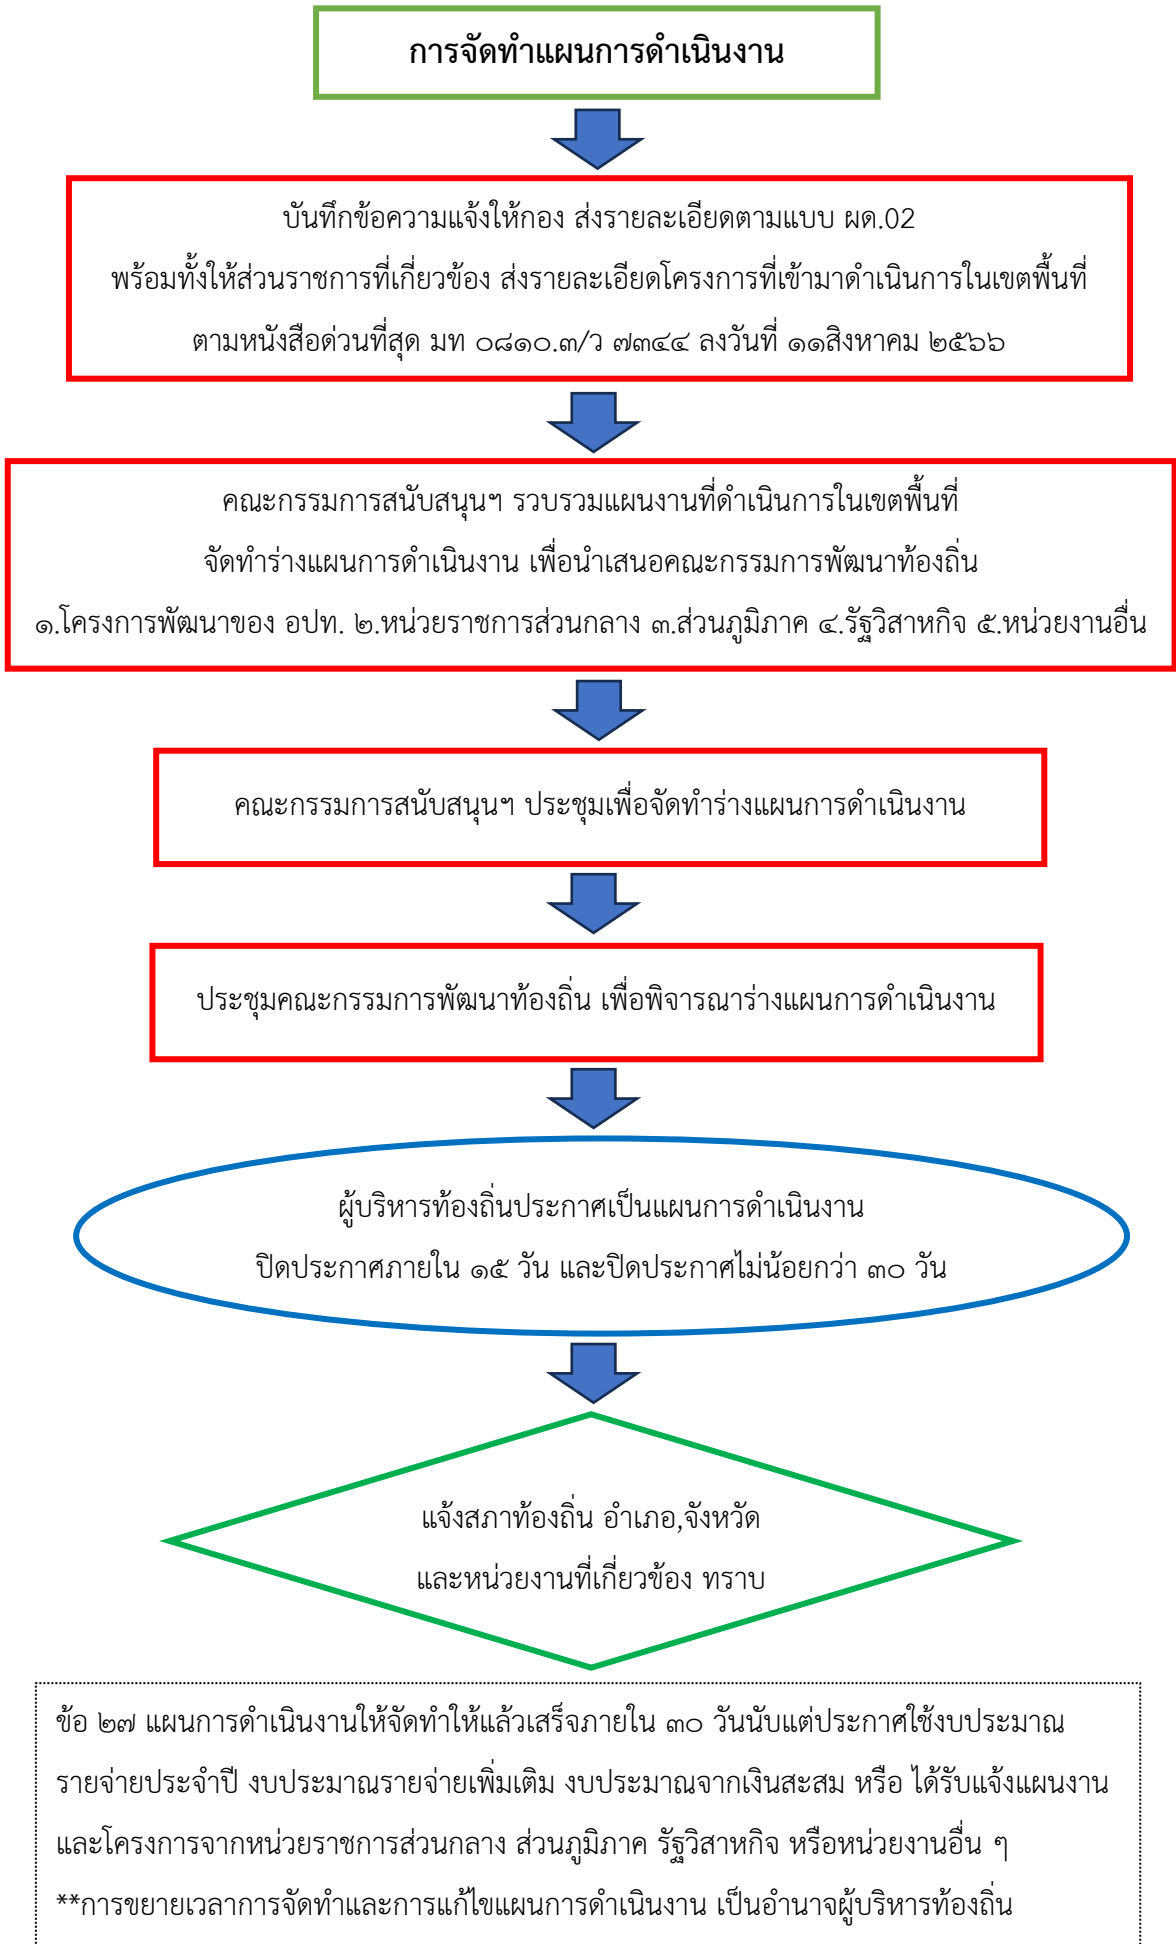 การจัดทำแผนการดำเนินงาน
บันทึกข้อความแจ้งให้กอง ส่งรายละเอียดตามแบบ ผด.02
พร้อมทั้งให้ส่วนราชการที่เกี่ยวข้อง ส่งรายละเอียดโครงการที่เข้ามาดำเนินการในเขตพื้นที่
ตามหนังสือด่วนที่สุด มท ๐๘๑๐.๓/ว ๗๓๔๔ ลงวันที่ ๑๑สิงหาคม ๒๕๖๖
คณะกรรมการสนับสนุนฯ รวบรวมแผนงานที่ดำเนินการในเขตพื้นที่
จัดทำร่างแผนการดำเนินงาน เพื่อนำเสนอคณะกรรมการพัฒนาท้องถิ่น
๑.โครงการพัฒนาของ อปท. ๒.หน่วยราชการส่วนกลาง ๓.ส่วนภูมิภาค ๔.รัฐวิสาหกิจ ๕.หน่วยงานอื่น
คณะกรรมการสนับสนุนฯ ประชุมเพื่อจัดทำร่างแผนการดำเนินงาน
ประชุมคณะกรรมการพัฒนาท้องถิ่น เพื่อพิจารณาร่างแผนการดำเนินงาน
ผู้บริหารท้องถิ่นประกาศเป็นแผนการดำเนินงาน
ปิดประกาศภายใน ๑๕ วัน และปิดประกาศไม่น้อยกว่า ๓๐ วัน
แจ้งสภาท้องถิ่น อำเภอ,จังหวัด
และหน่วยงานที่เกี่ยวข้อง ทราบ
ข้อ ๒๗ แผนการดำเนินงานให้จัดทำให้แล้วเสร็จภายใน ๓๐ วันนับแต่ประกาศใช้งบประมาณ
รายจ่ายประจำปี งบประมาณรายจ่ายเพิ่มเติม งบประมาณจากเงินสะสม หรือ ได้รับแจ้งแผนงาน
และโครงการจากหน่วยราชการส่วนกลาง ส่วนภูมิภาค รัฐวิสาหกิจ หรือหน่วยงานอื่น ๆ
**การขยายเวลาการจัดทำและการแก้ไขแผนการดำเนินงาน เป็นอำนาจผู้บริหารท้องถิ่น